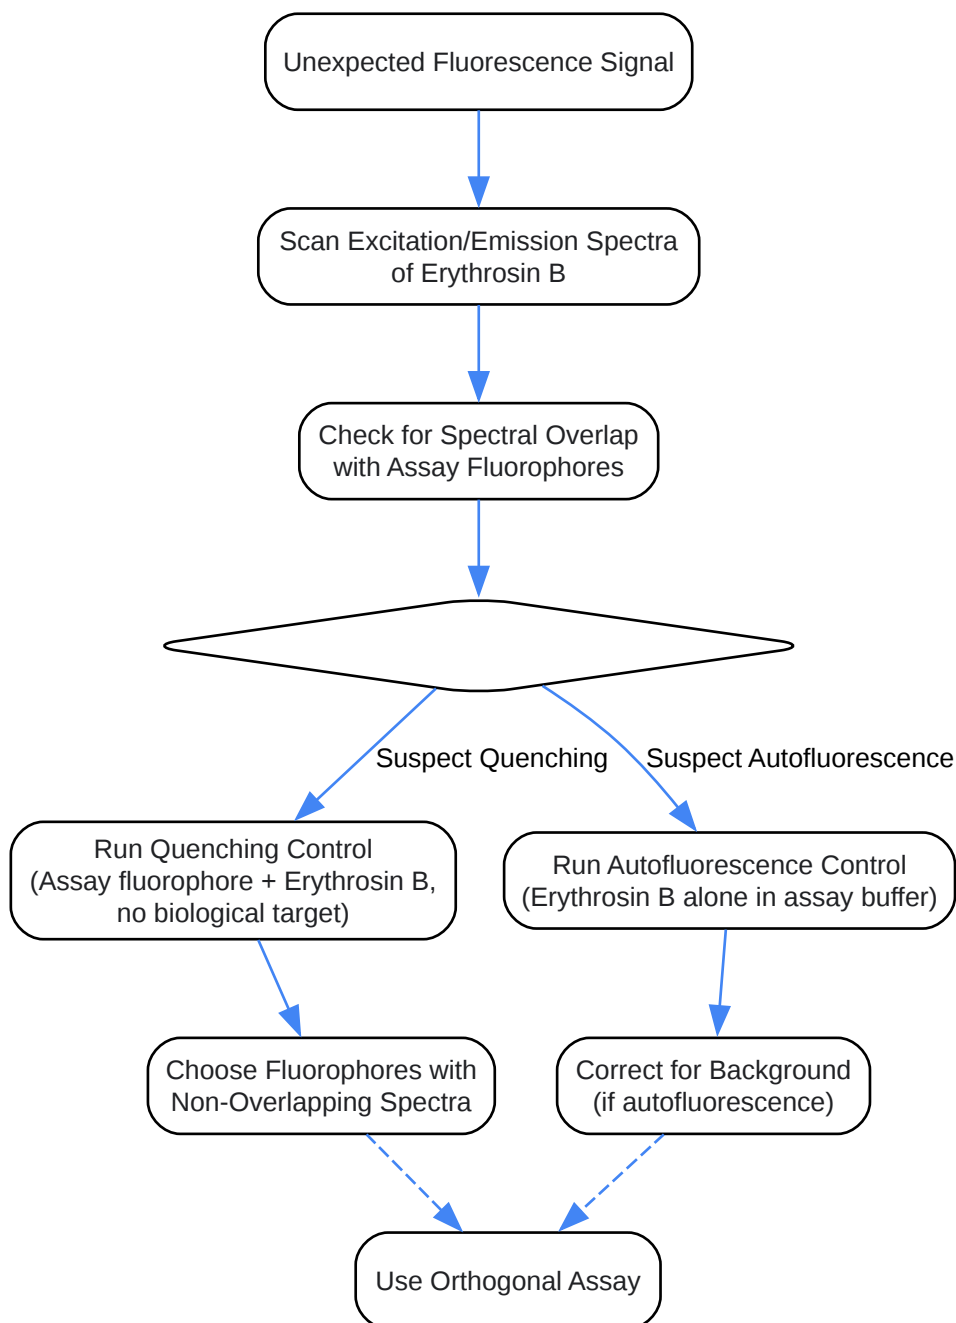 Unexpected Fluorescence Signal
Scan Excitation/Emission Spectra
of Erythrosin B
Check for Spectral Overlap
with Assay Fluorophores
Suspect Quenching
Suspect Autofluorescence
Run Quenching Control
(Assay fluorophore + Erythrosin B,
no biological target)
Run Autofluorescence Control
(Erythrosin B alone in assay buffer)
Choose Fluorophores with
Non-Overlapping Spectra
Correct for Background
(if autofluorescence)
Use Orthogonal Assay